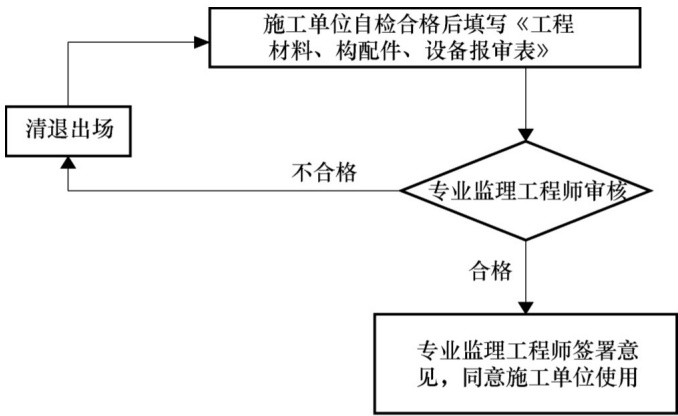 施工单位自检合格后填写《工程
材料、构配件、设备报审表》
清退出场
不合格
专业监理工程师审核
合格
专业监理工程师签署意
见，同意施工单位使用